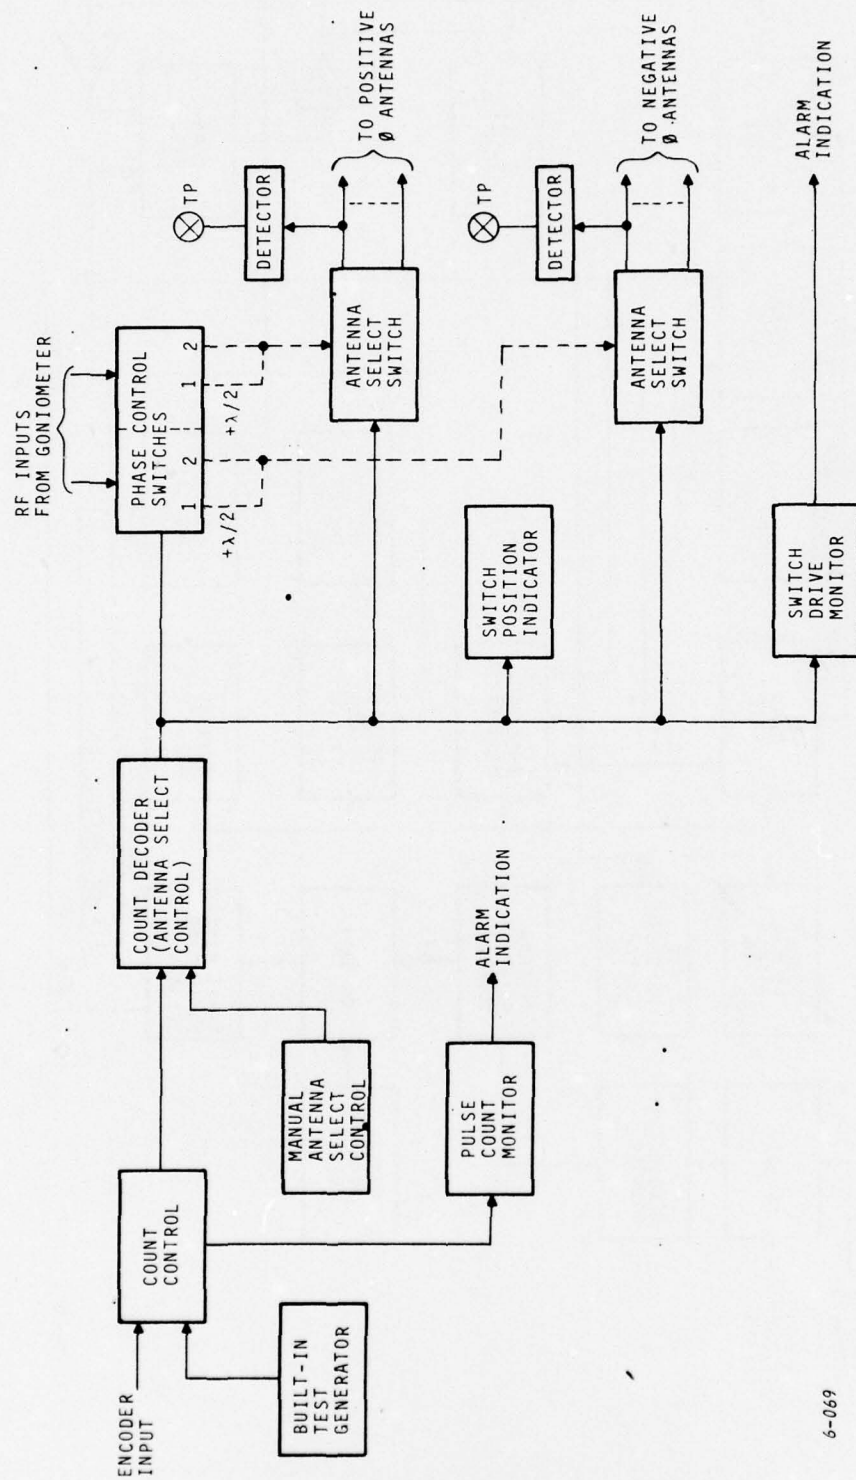 ENCODER
INPUT
BUILT-IN
TEST
GENERATOR
COUNT
CONTROL
MANUAL
ANTENNA
SELECT
CONTROL
PULSE
COUNT
MONITOR
ALARM
INDICATION
COUNT DECODER
(ANTENNA SELECT
CONTROL)
RF INPUTS
FROM GONIOMETER
PHASE CONTROL
SWITCHES
1 2 1 2
+λ/2 +λ/2
TP
DETECTOR
ANTENNA
SELECT
SWITCH
TO POSITIVE
Ø ANTENNAS
SWITCH
POSITION
INDICATOR
TP
DETECTOR
ANTENNA
SELECT
SWITCH
TO NEGATIVE
Ø ANTENNAS
SWITCH
DRIVE
MONITOR
ALARM
INDICATION
6-069